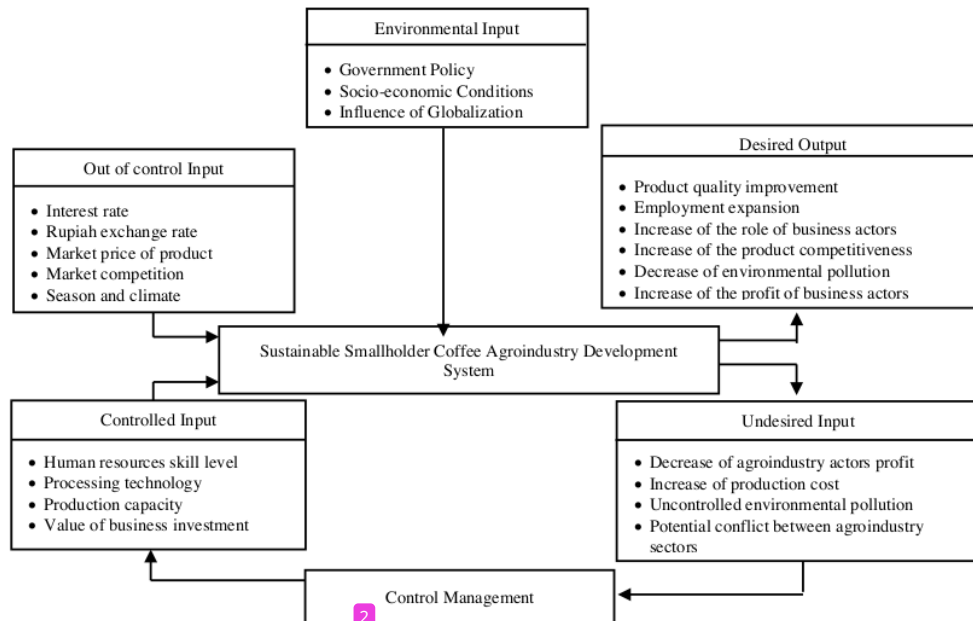 Environmental Input
• Government Policy
• Socio-economic Conditions
• Influence of Globalization
Out of control Input
• Interest rate
• Rupiah exchange rate
• Market price of product
• Market competition
• Season and climate
Desired Output
• Product quality improvement
• Employment expansion
• Increase of the role of business actors
• Increase of the product competitiveness
• Decrease of environmental pollution
• Increase of the profit of business actors
Sustainable Smallholder Coffee Agroindustry Development
System
Controlled Input
• Human resources skill level
• Processing technology
• Production capacity
• Value of business investment
Undesired Input
• Decrease of agroindustry actors profit
• Increase of production cost
• Uncontrolled environmental pollution
• Potential conflict between agroindustry
sectors
Control Management
2